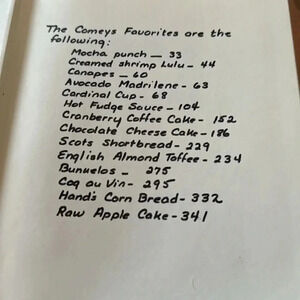 The Comeys Favorites are the
following:
Mocha punch — 33
Creamed shrimp Lulu - 44
Canapes - 60
Avocado Madrilene - 63
Cardinal Cup - 68
Hot Fudge Sauce - 104
Cranberry Coffee Cake - 152
Chocolate Cheese Cake - 186
Scots Shortbread - 229
English Almond Toffee - 234
Bunuelos - 275
Coq au Vin - 295
Hand's Corn Bread - 332
Raw Apple Cake - 341